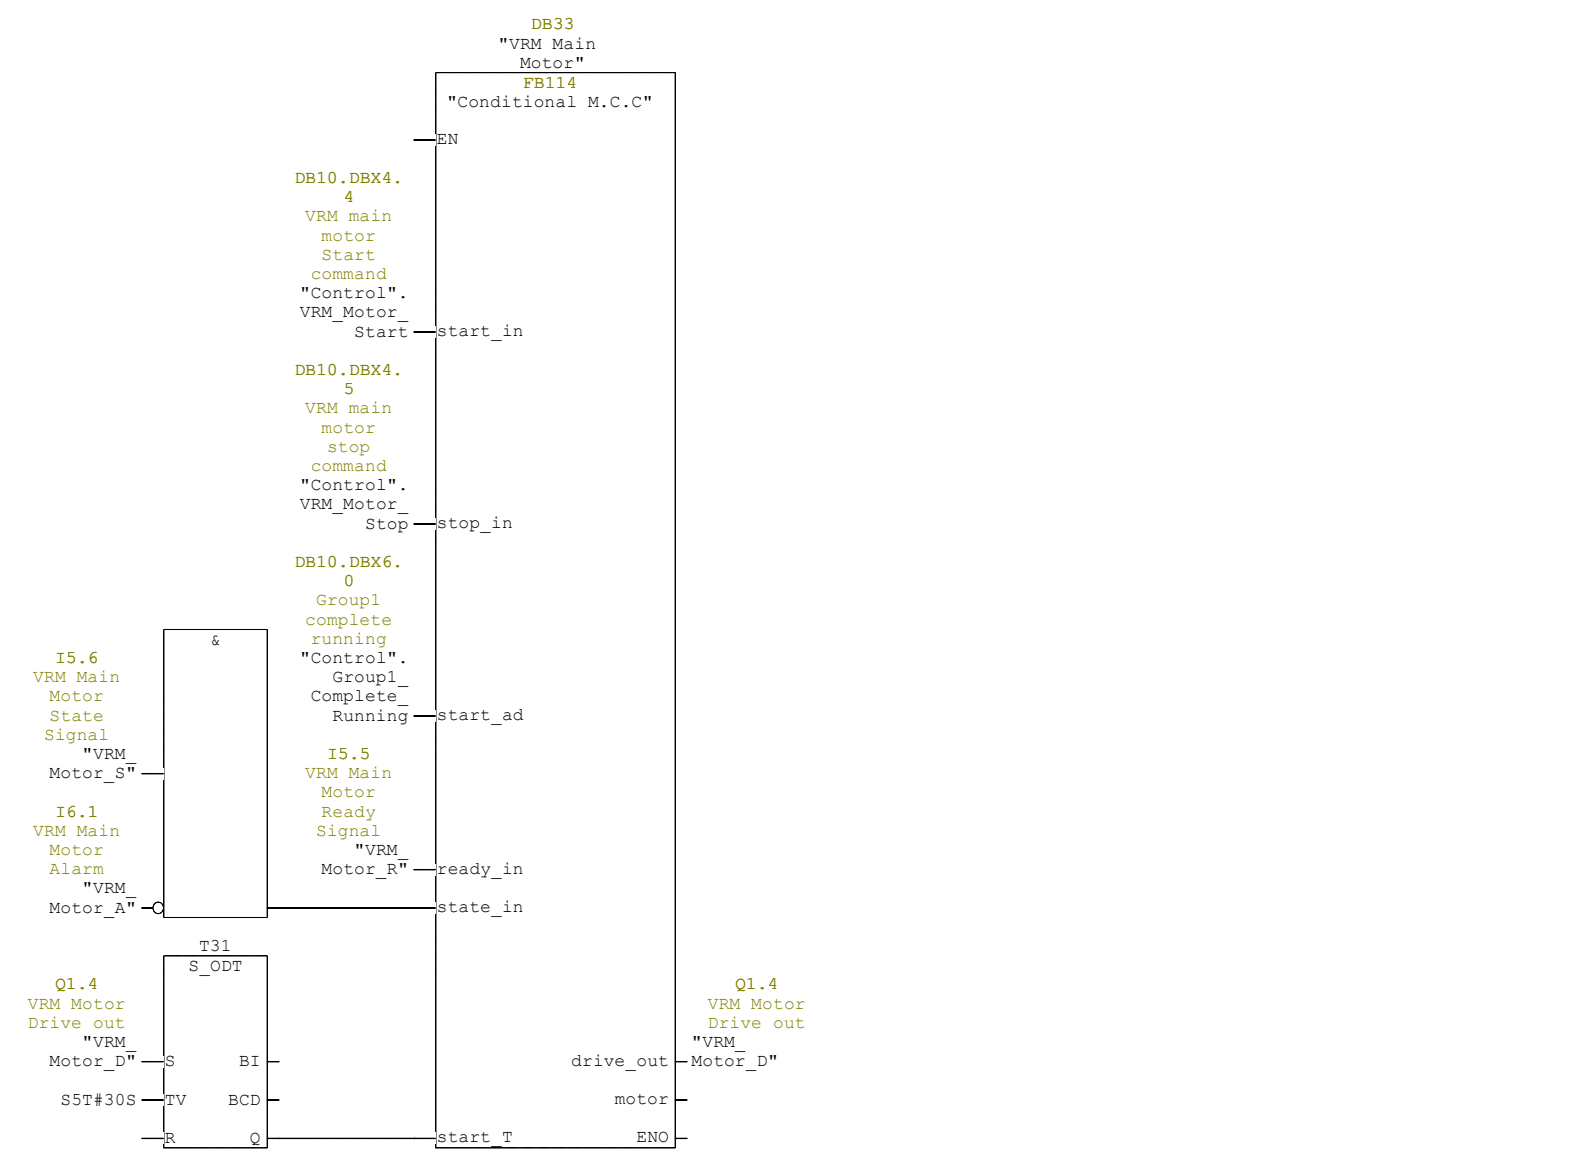 DB33
"VRM Main
Motor"
FB114
"Conditional M.C.C"
EN
DB10.DBX4.
4
VRM main
motor
Start
command
"Control".
VRM_Motor_
Start
start_in
DB10.DBX4.
5
VRM main
motor
stop
command
"Control".
VRM_Motor_
Stop
stop_in
DB10.DBX6.
0
Group1
complete
running
"Control".
Group1_
Complete_
Running
start_ad
&
I5.6
VRM Main
Motor
State
Signal
"VRM_
Motor_S"
I6.1
VRM Main
Motor
Alarm
"VRM_
Motor_A"
I5.5
VRM Main
Motor
Ready
Signal
"VRM_
Motor_R"
ready_in
state_in
T31
S_ODT
Q1.4
VRM Motor
Drive out
"VRM_
Motor_D"
S
BI
S5T#30S
TV
BCD
R
Q
start_T
drive_out
Q1.4
VRM Motor
Drive out
"VRM_
Motor_D"
motor
ENO